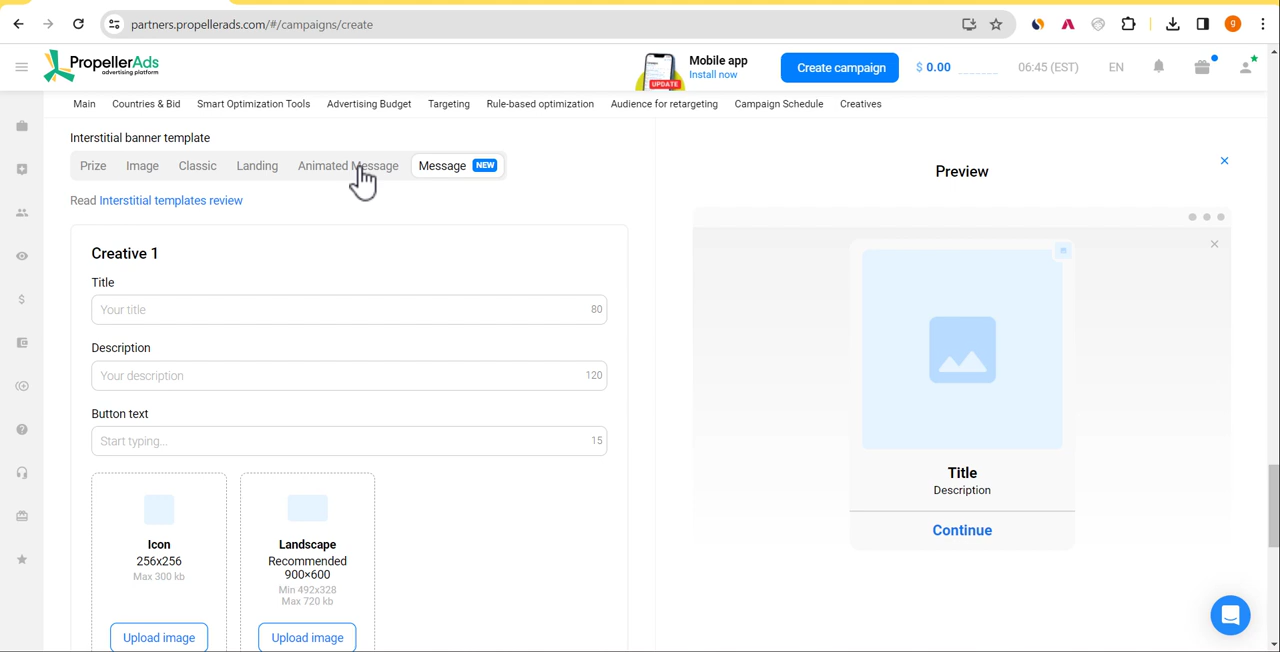 partners.propellerads.com/#/campaigns/create
g
PropellerAds
advertising platform
UPDATE
Mobile app
Install now
Create campaign
$ 0.00
06:45 (EST)
EN
Main
Countries & Bid
Smart Optimization Tools
Advertising Budget
Targeting
Rule-based optimization
Audience for retargeting
Campaign Schedule
Creatives
Interstitial banner template
Prize
Image
Classic
Landing
Animated Message
Message NEW
Read Interstitial templates review
Creative 1
Title
Your title 80
Description
Your description 120
Button text
Start typing... 15
Icon
256x256
Max 300 kb
Upload image
Landscape
Recommended
900×600
Min 492x328
Max 720 kb
Upload image
Preview
Title
Description
Continue